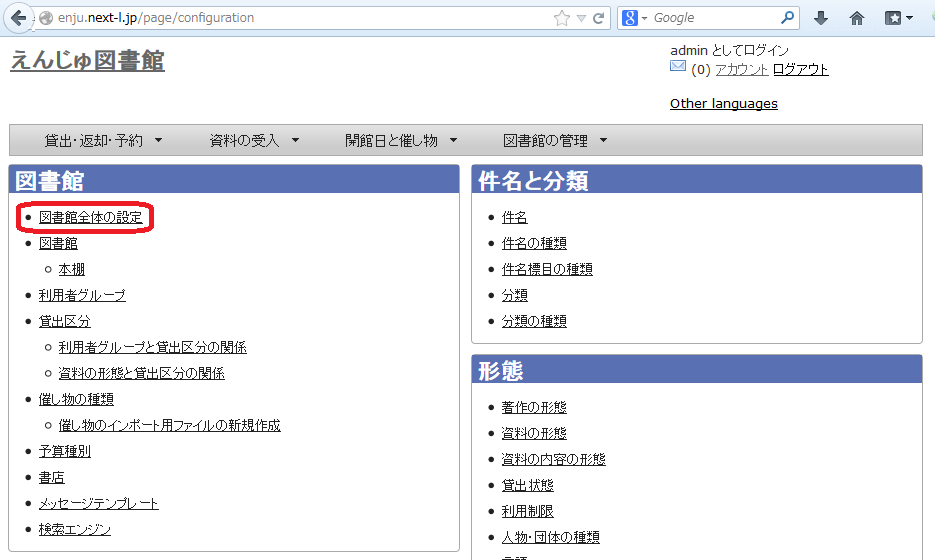 enju.next-l.jp/page/configuration
Google
えんじゅ図書館
admin としてログイン
(0) アカウント ログアウト
Other languages
貸出・返却・予約 資料の受入 開館日と催し物 図書館の管理
図書館
図書館全体の設定
図書館
本棚
利用者グループ
貸出区分
利用者グループと貸出区分の関係
資料の形態と貸出区分の関係
催し物の種類
催し物のインポート用ファイルの新規作成
予算種別
書店
メッセージテンプレート
検索エンジン
件名と分類
件名
件名の種類
件名標目の種類
分類
分類の種類
形態
著作の形態
資料の形態
資料の内容の形態
貸出状態
利用制限
人物・団体の種類